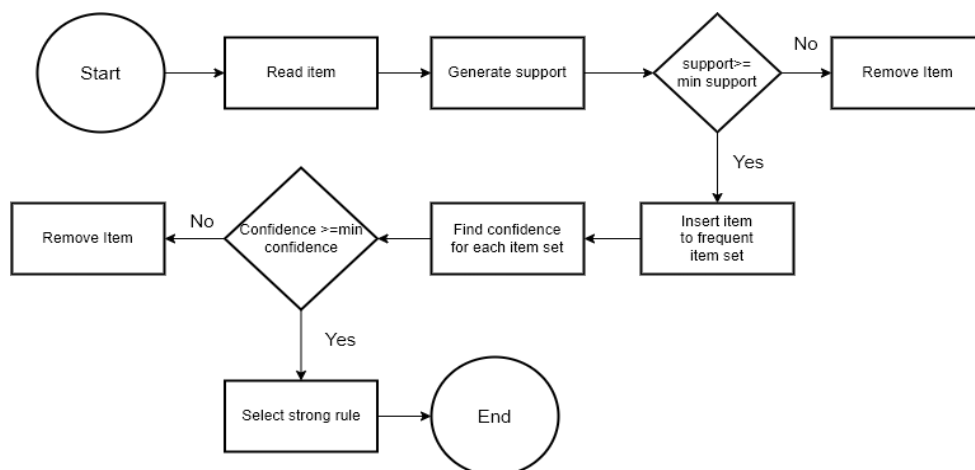 Start
Read item
Generate support
support>=
min support
No
Remove Item
Yes
Insert item
to frequent
item set
Find confidence
for each item set
Confidence >=min
confidence
No
Remove Item
Yes
Select strong rule
End